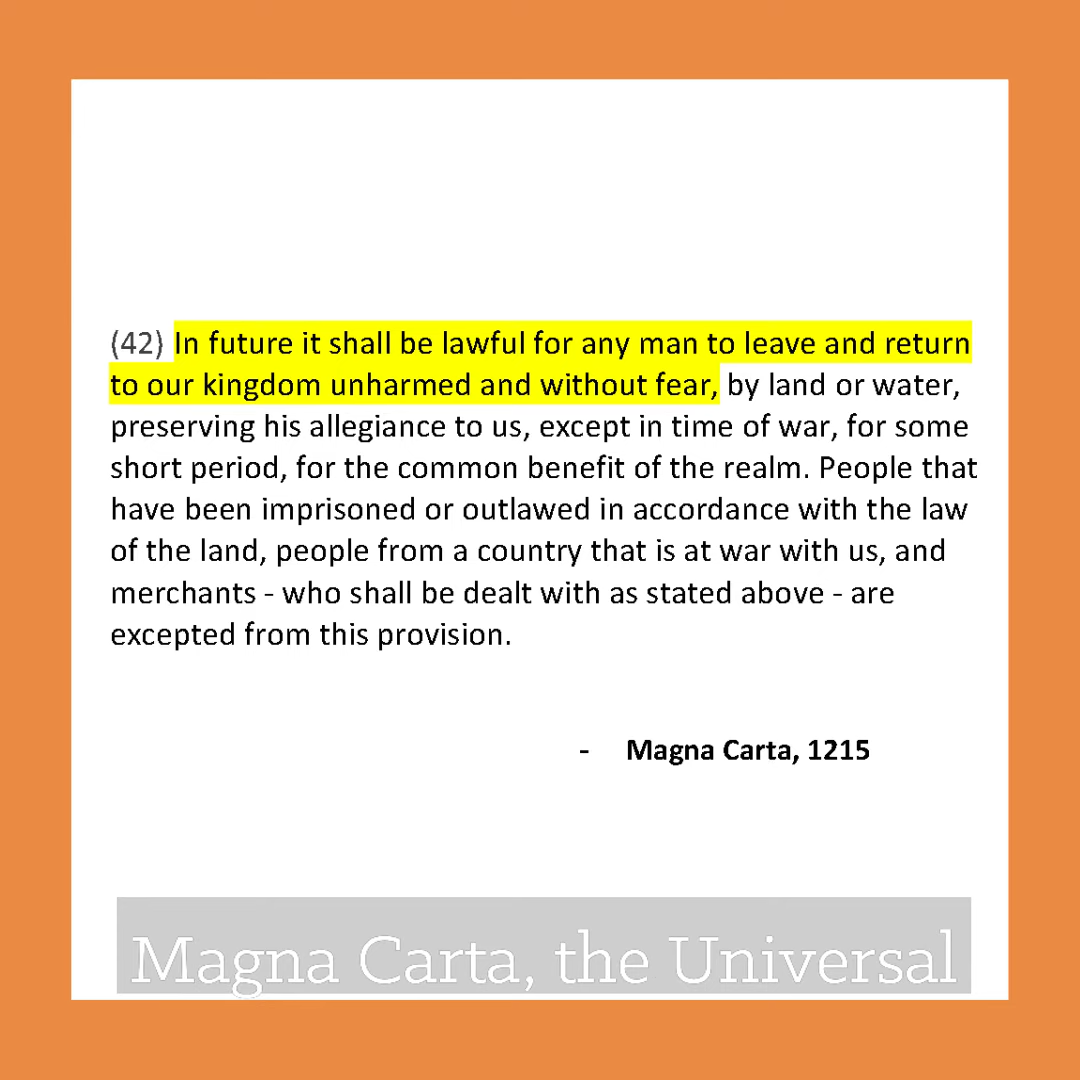 (42) In future it shall be lawful for any man to leave and return
to our kingdom unharmed and without fear, by land or water,
preserving his allegiance to us, except in time of war, for some
short period, for the common benefit of the realm. People that
have been imprisoned or outlawed in accordance with the law
of the land, people from a country that is at war with us, and
merchants - who shall be dealt with as stated above - are
excepted from this provision.
- Magna Carta, 1215
Magna Carta, the Universal